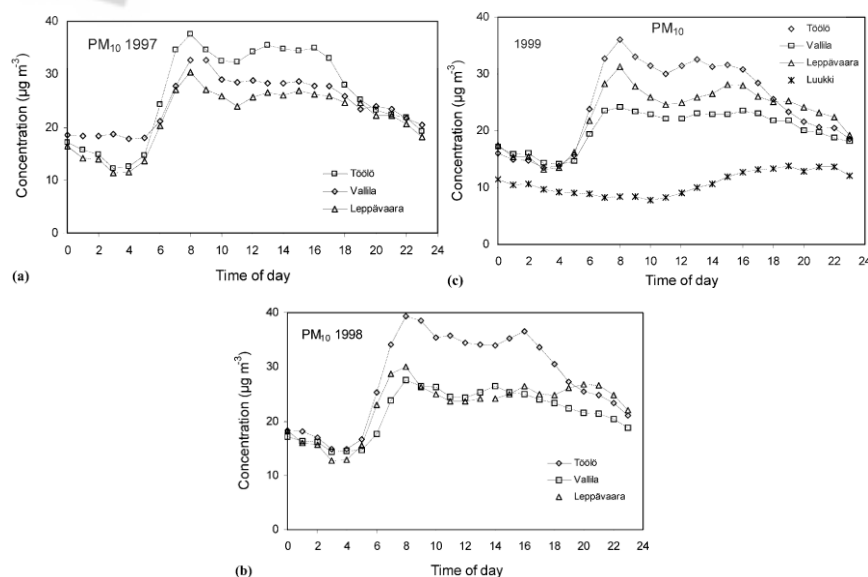 PM10 1997
Concentration (µg m-3)
40
30
20
10
0
0 2 4 6 8 10 12 14 16 18 20 22 24
Time of day
Töölö
Vallila
Leppävaara
(a)
1999
PM10
Concentration (µg m-3)
40
30
20
10
0
0 2 4 6 8 10 12 14 16 18 20 22 24
Time of day
Töölö
Vallila
Leppävaara
Luukki
(c)
PM10 1998
Concentration (µg m-3)
40
30
20
10
0
0 2 4 6 8 10 12 14 16 18 20 22 24
Time of day
Töölö
Vallila
Leppävaara
(b)